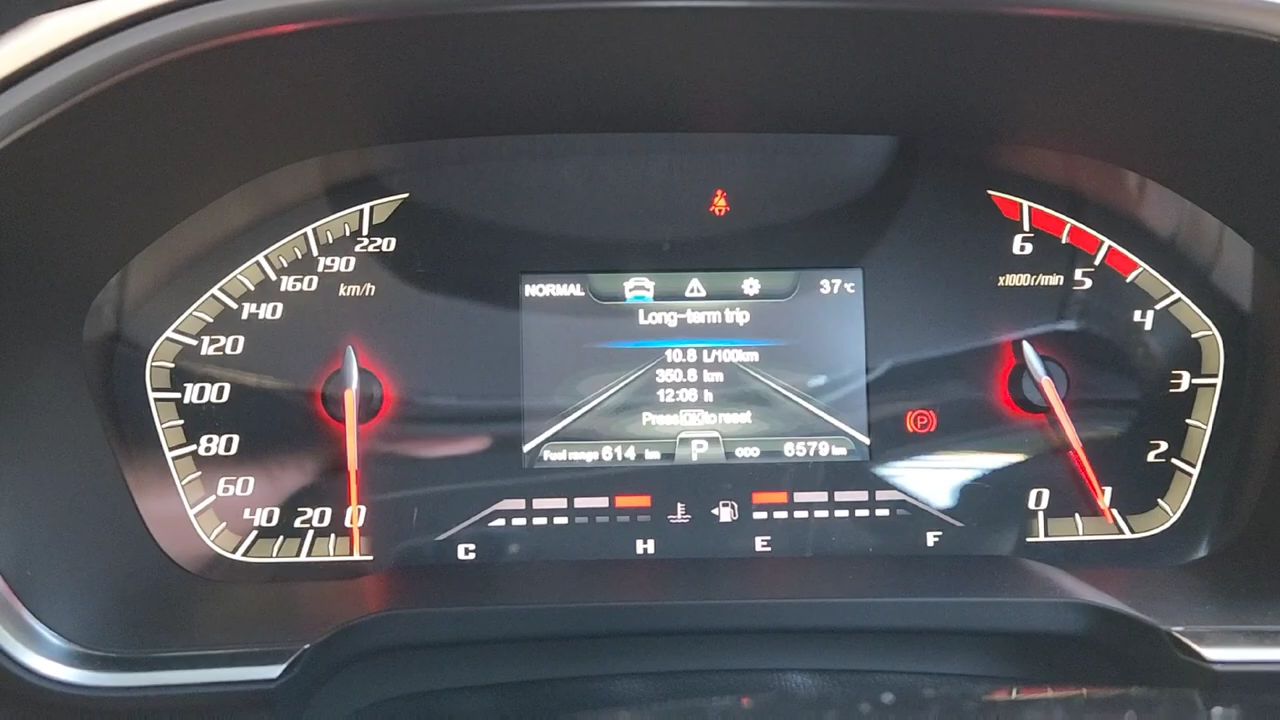 220
190
160
km/h
140
120
100
80
60
40
20
0
NORMAL
37°C
Long-term trip
10.8 L/100km
350.8 km
12:06 h
Press OK to reset
Fuel range 614 km
P
ODO 6579 km
C
H
E
F
P
6
x1000r/min
5
4
3
2
1
0